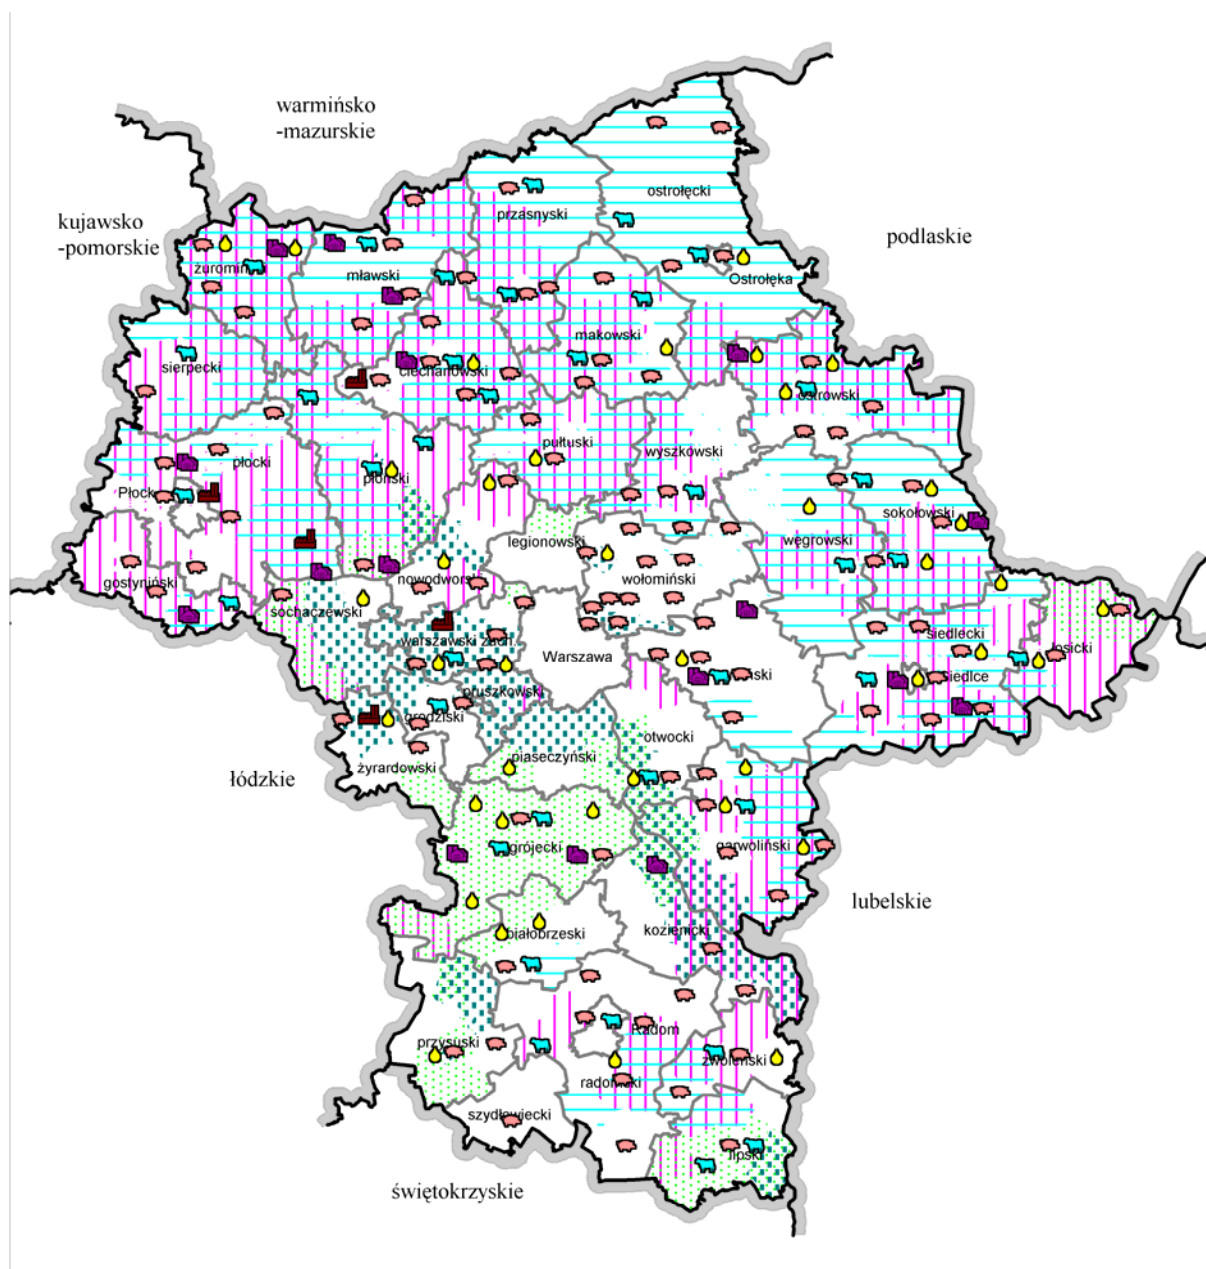 warmińsko
-mazurskie
kujawsko
-pomorskie
podlaskie
ostrołęcki
przasnyski
żuromiński
mławski
Ostrołęka
makowski
sierpecki
ciechanowski
ostrowski
pułtuski
wyszkowski
płocki
płoński
Płock
sokołowski
legionowski
węgrowski
gostyniński
nowodworski
wołomiński
sochaczewski
siedlecki
łosicki
warszawski zach.
Warszawa
Siedlce
pruszkowski
grodziski
otwocki
piaseczyński
żyrardowski
łódzkie
grójecki
garwoliński
lubelskie
białobrzeski
kozienicki
Radom
przysuski
zwoleński
radomski
szydłowiecki
lipski
świętokrzyskie